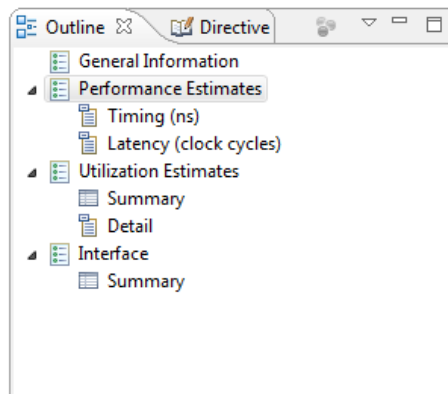 Outline Directive
General Information
Performance Estimates
Timing (ns)
Latency (clock cycles)
Utilization Estimates
Summary
Detail
Interface
Summary